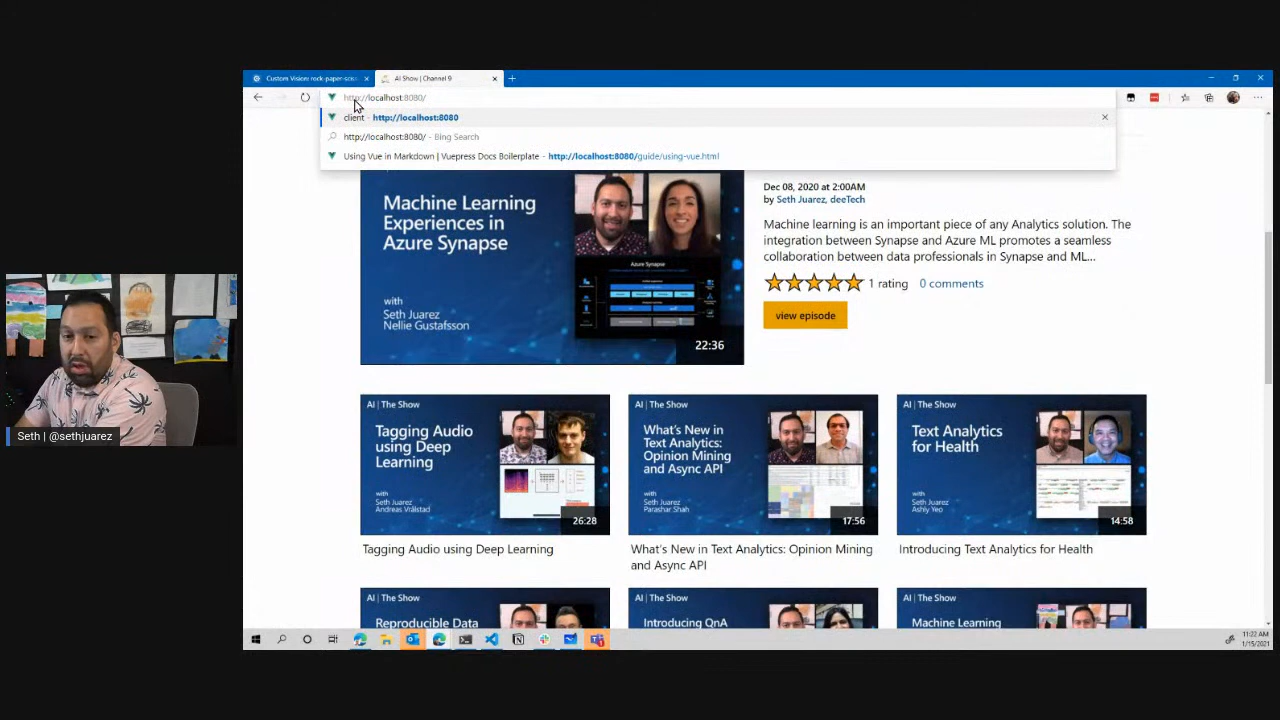 Custom Vision: rock-paper-sciss
AI Show | Channel 9
http://localhost:8080/
client - http://localhost:8080
http://localhost:8080/ - Bing Search
Using Vue in Markdown | Vuepress Docs Boilerplate - http://localhost:8080/guide/using-vue.html
Machine Learning
Experiences in
Azure Synapse
with
Seth Juarez
Nellie Gustafsson
Azure Synapse
22:36
Dec 08, 2020 at 2:00AM
by Seth Juarez, deeTech
Machine learning is an important piece of any Analytics solution. The
integration between Synapse and Azure ML promotes a seamless
collaboration between data professionals in Synapse and ML...
1 rating 0 comments
view episode
Seth | @sethjuarez
AI | The Show
Tagging Audio
using Deep
Learning
with
Seth Juarez
Andreas Vrålstad
26:28
Tagging Audio using Deep Learning
AI | The Show
What's New in
Text Analytics:
Opinion Mining
and Async API
with
Seth Juarez
Parashar Shah
17:56
What's New in Text Analytics: Opinion Mining
and Async API
AI | The Show
Text Analytics
for Health
with
Seth Juarez
Ashly Yeo
14:58
Introducing Text Analytics for Health
AI | The Show
Reproducible Data
AI | The Show
Introducing QnA
AI | The Show
Machine Learning
11:22 AM
1/15/2021